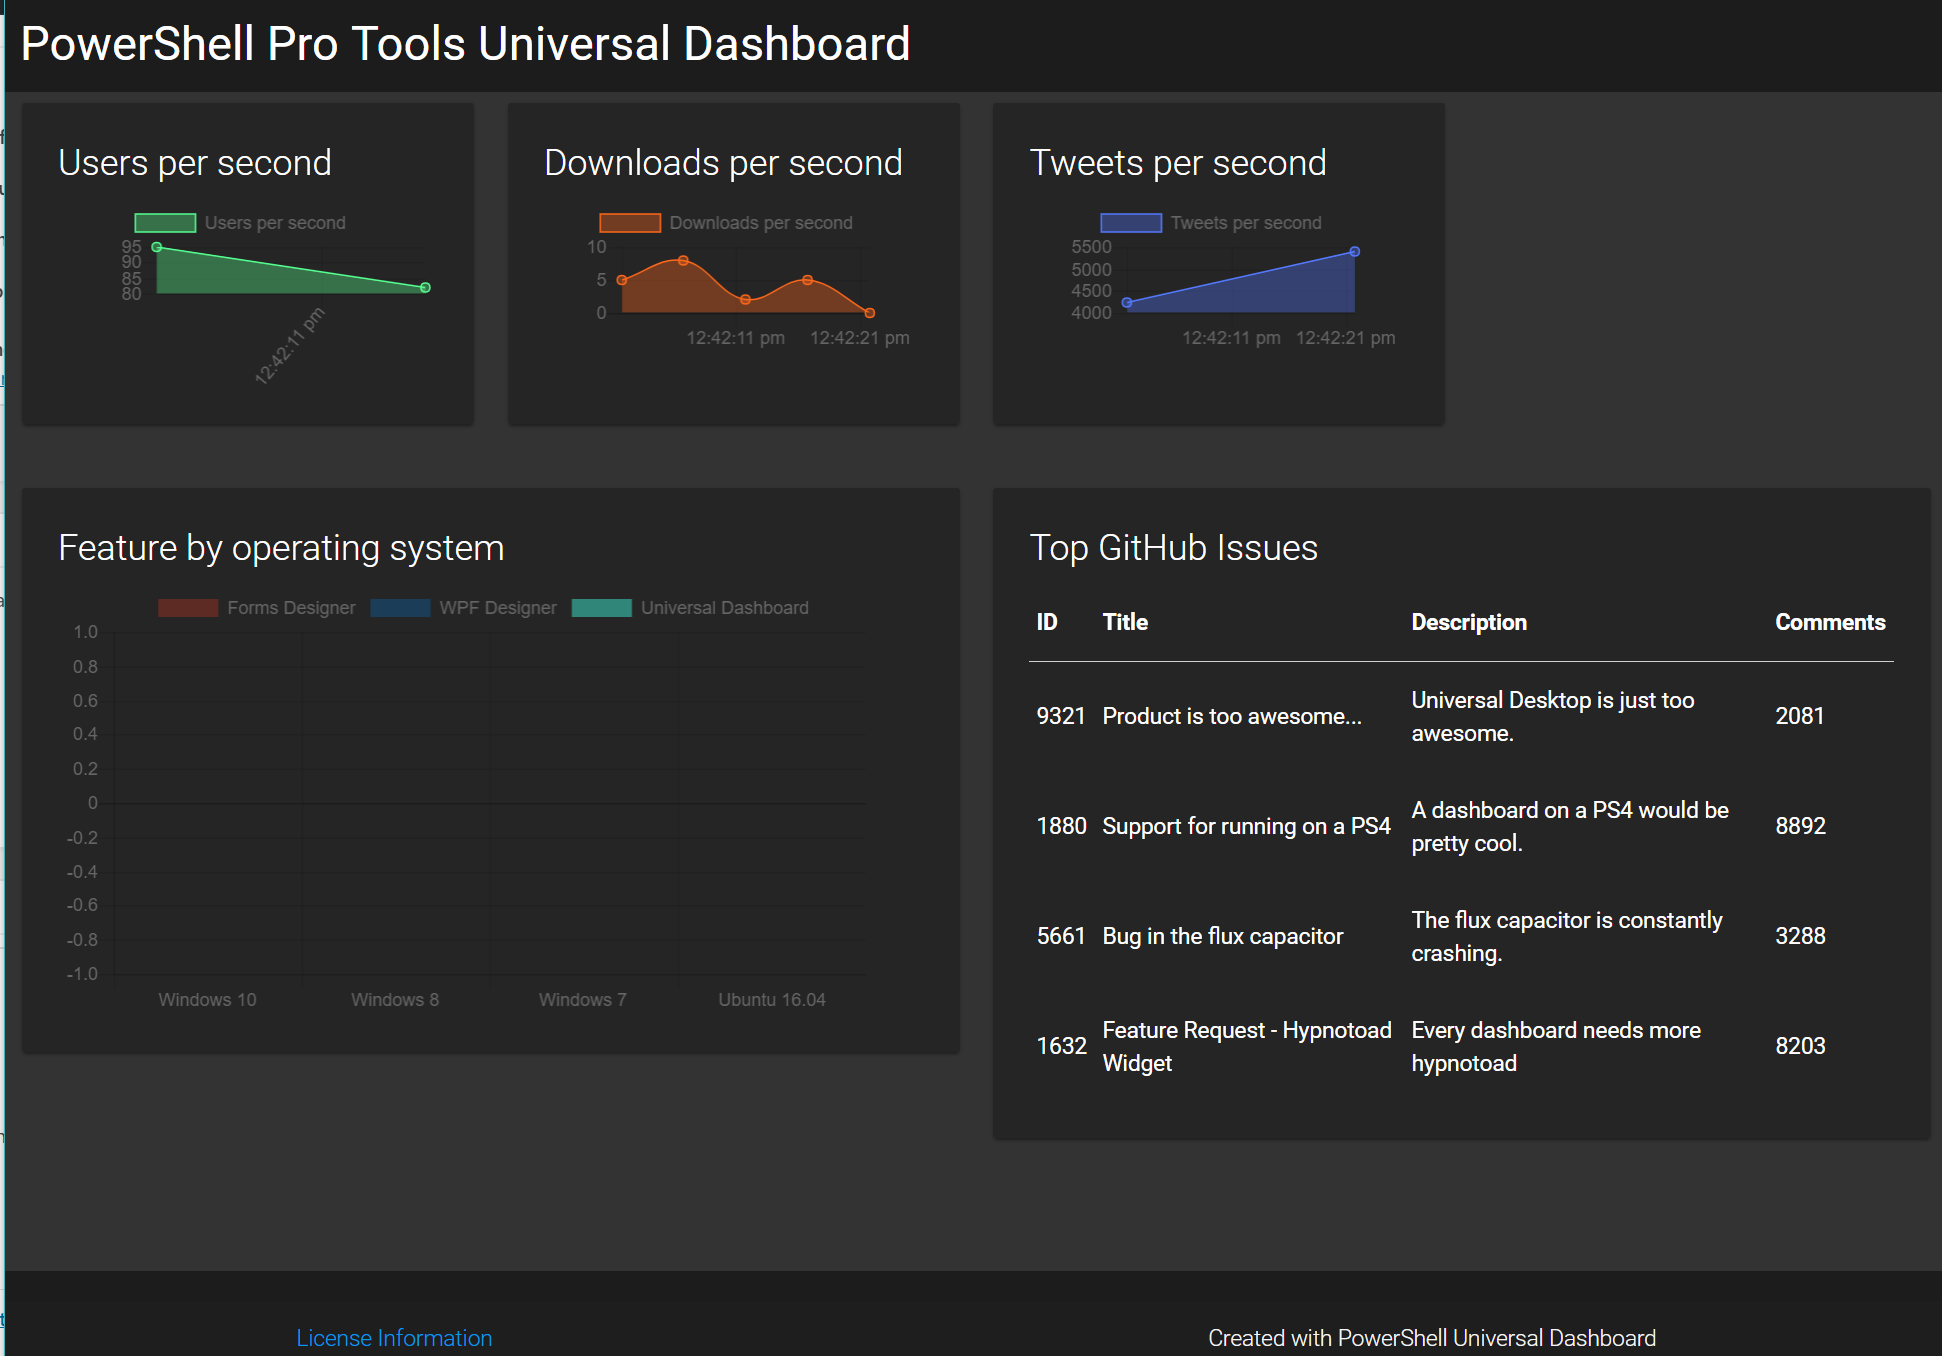 PowerShell Pro Tools Universal Dashboard
Users per second
Users per second
95
90
85
80
12:42:11 pm
Downloads per second
Downloads per second
10
5
0
12:42:11 pm 12:42:21 pm
Tweets per second
Tweets per second
5500
5000
4500
4000
12:42:11 pm 12:42:21 pm
Feature by operating system
Forms Designer WPF Designer Universal Dashboard
1.0
0.8
0.6
0.4
0.2
0
-0.2
-0.4
-0.6
-0.8
-1.0
Windows 10 Windows 8 Windows 7 Ubuntu 16.04
Top GitHub Issues
ID Title Description Comments
9321 Product is too awesome... Universal Desktop is just too 2081
awesome.
1880 Support for running on a PS4 A dashboard on a PS4 would be 8892
pretty cool.
5661 Bug in the flux capacitor The flux capacitor is constantly 3288
crashing.
1632 Feature Request - Hypnotoad Every dashboard needs more 8203
Widget hypnotoad
License Information Created with PowerShell Universal Dashboard